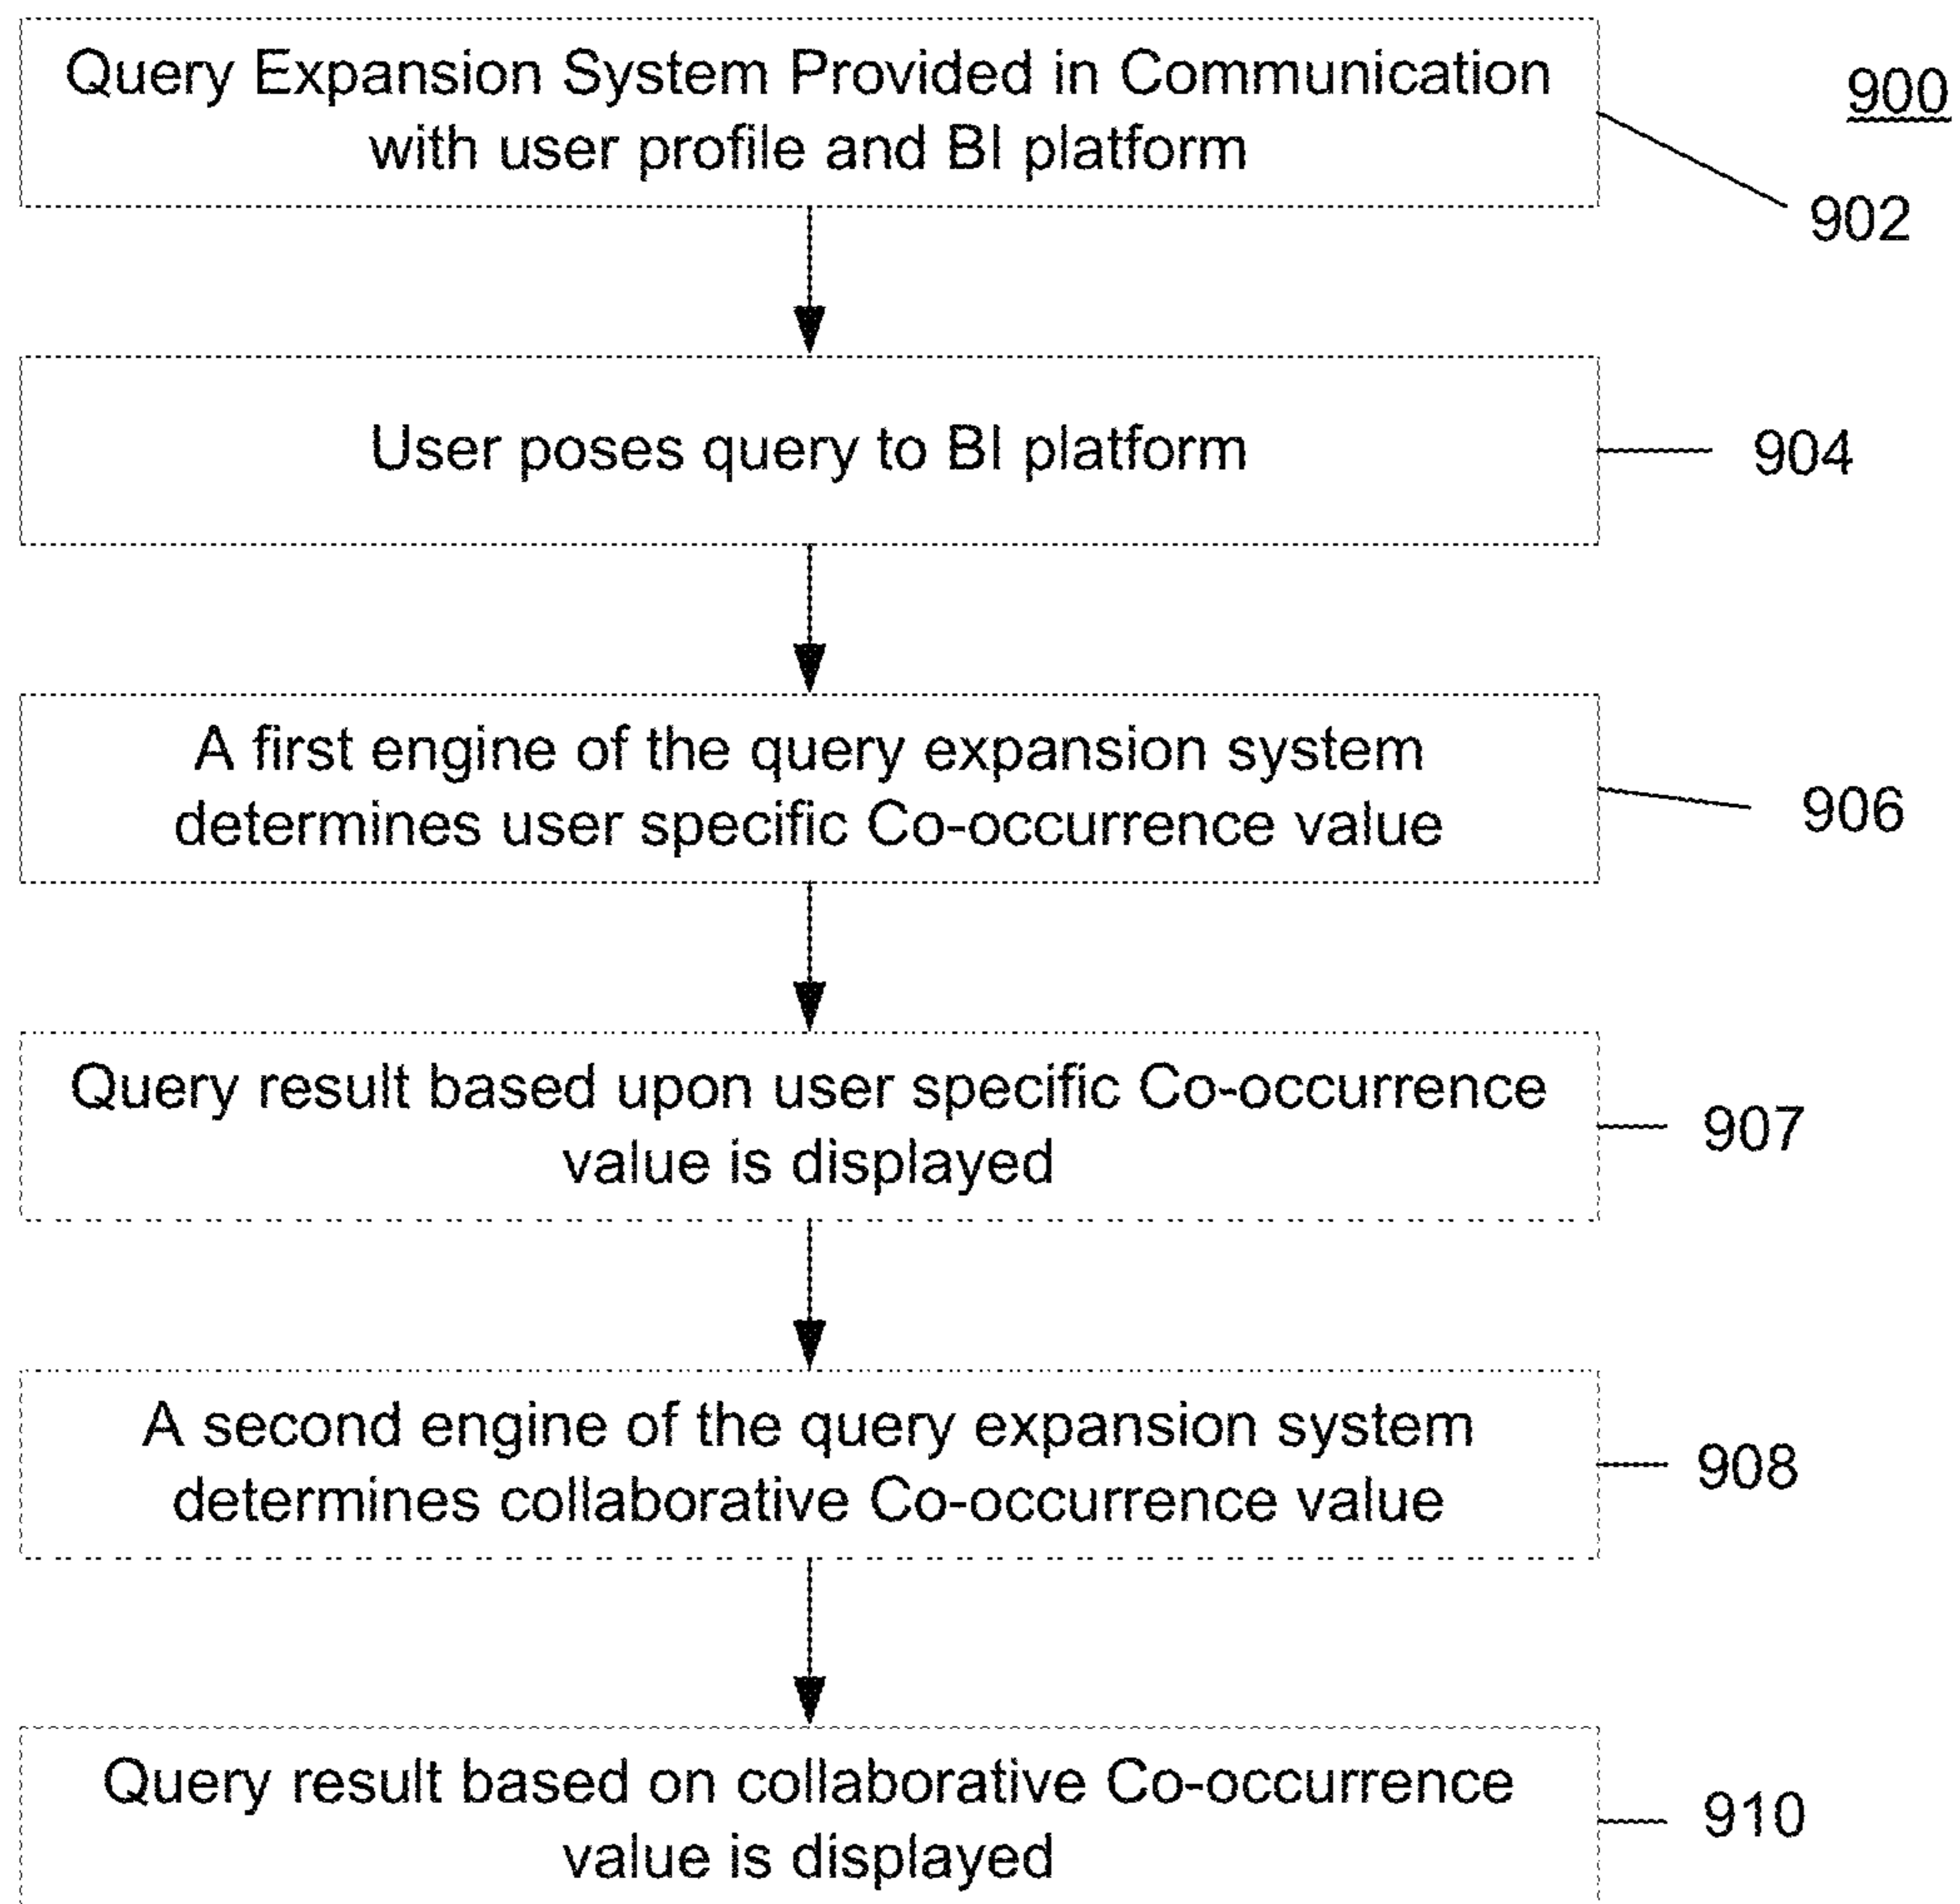 Query Expansion System Provided in Communication
with user profile and BI platform
900
902
User poses query to BI platform
904
A first engine of the query expansion system
determines user specific Co-occurrence value
906
Query result based upon user specific Co-occurrence
value is displayed
907
A second engine of the query expansion system
determines collaborative Co-occurrence value
908
Query result based on collaborative Co-occurrence
value is displayed
910